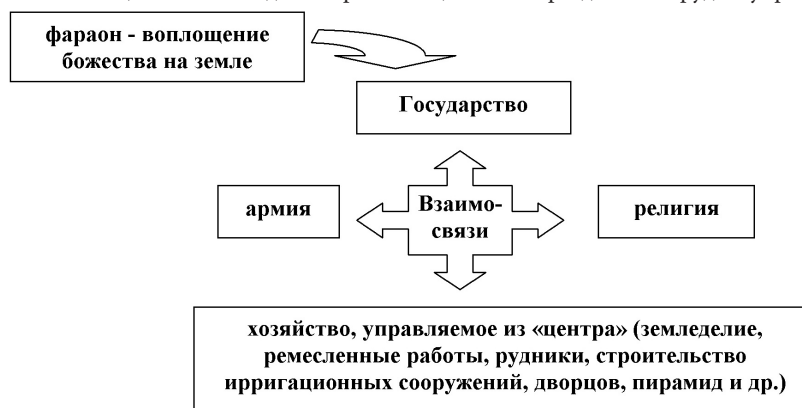 фараон - воплощение
божества на земле
Государство
армия
Взаимо-
связи
религия
хозяйство, управляемое из «центра» (земледелие,
ремесленные работы, рудники, строительство
ирригационных сооружений, дворцов, пирамид и др.)